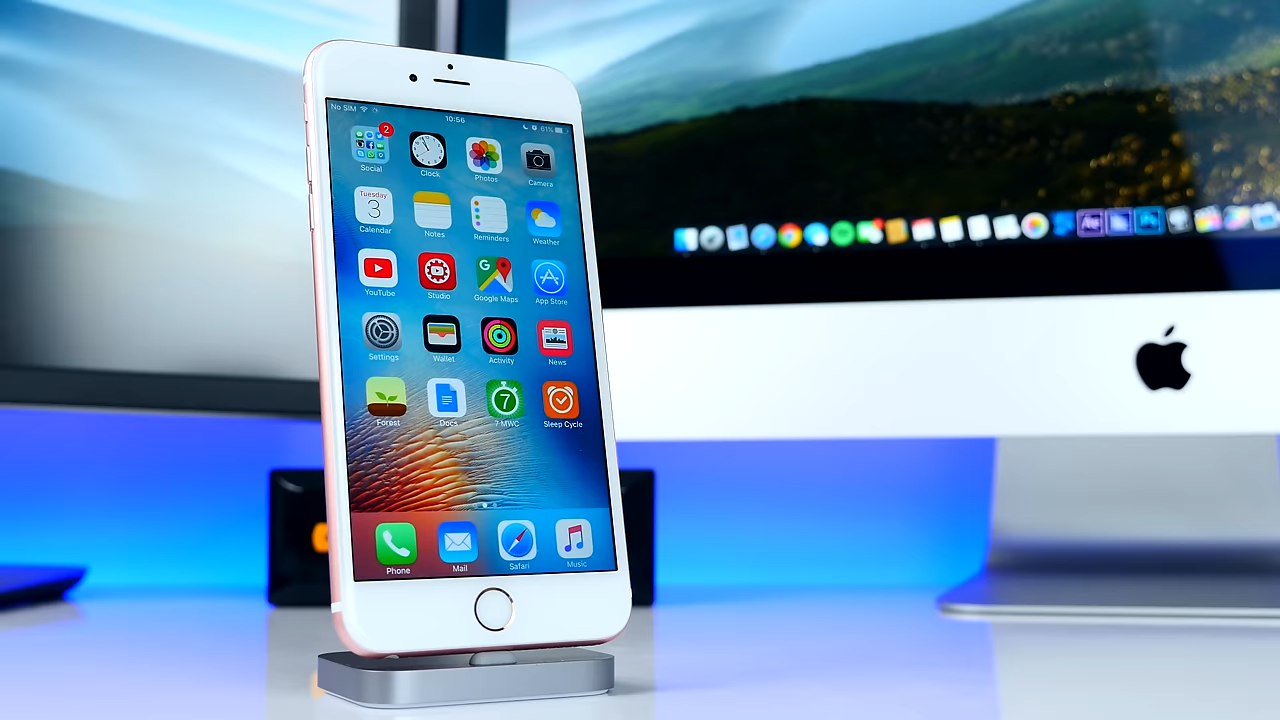 No SIM
10:56
61%
2
Social
Clock
Photos
Camera
Tuesday
3
Calendar
Notes
Reminders
Weather
YouTube
Studio
G
Google Maps
App Store
Settings
Wallet
Activity
News
Forest
Docs
7
7 MWC
Sleep Cycle
Phone
Mail
Safari
Music
Ae